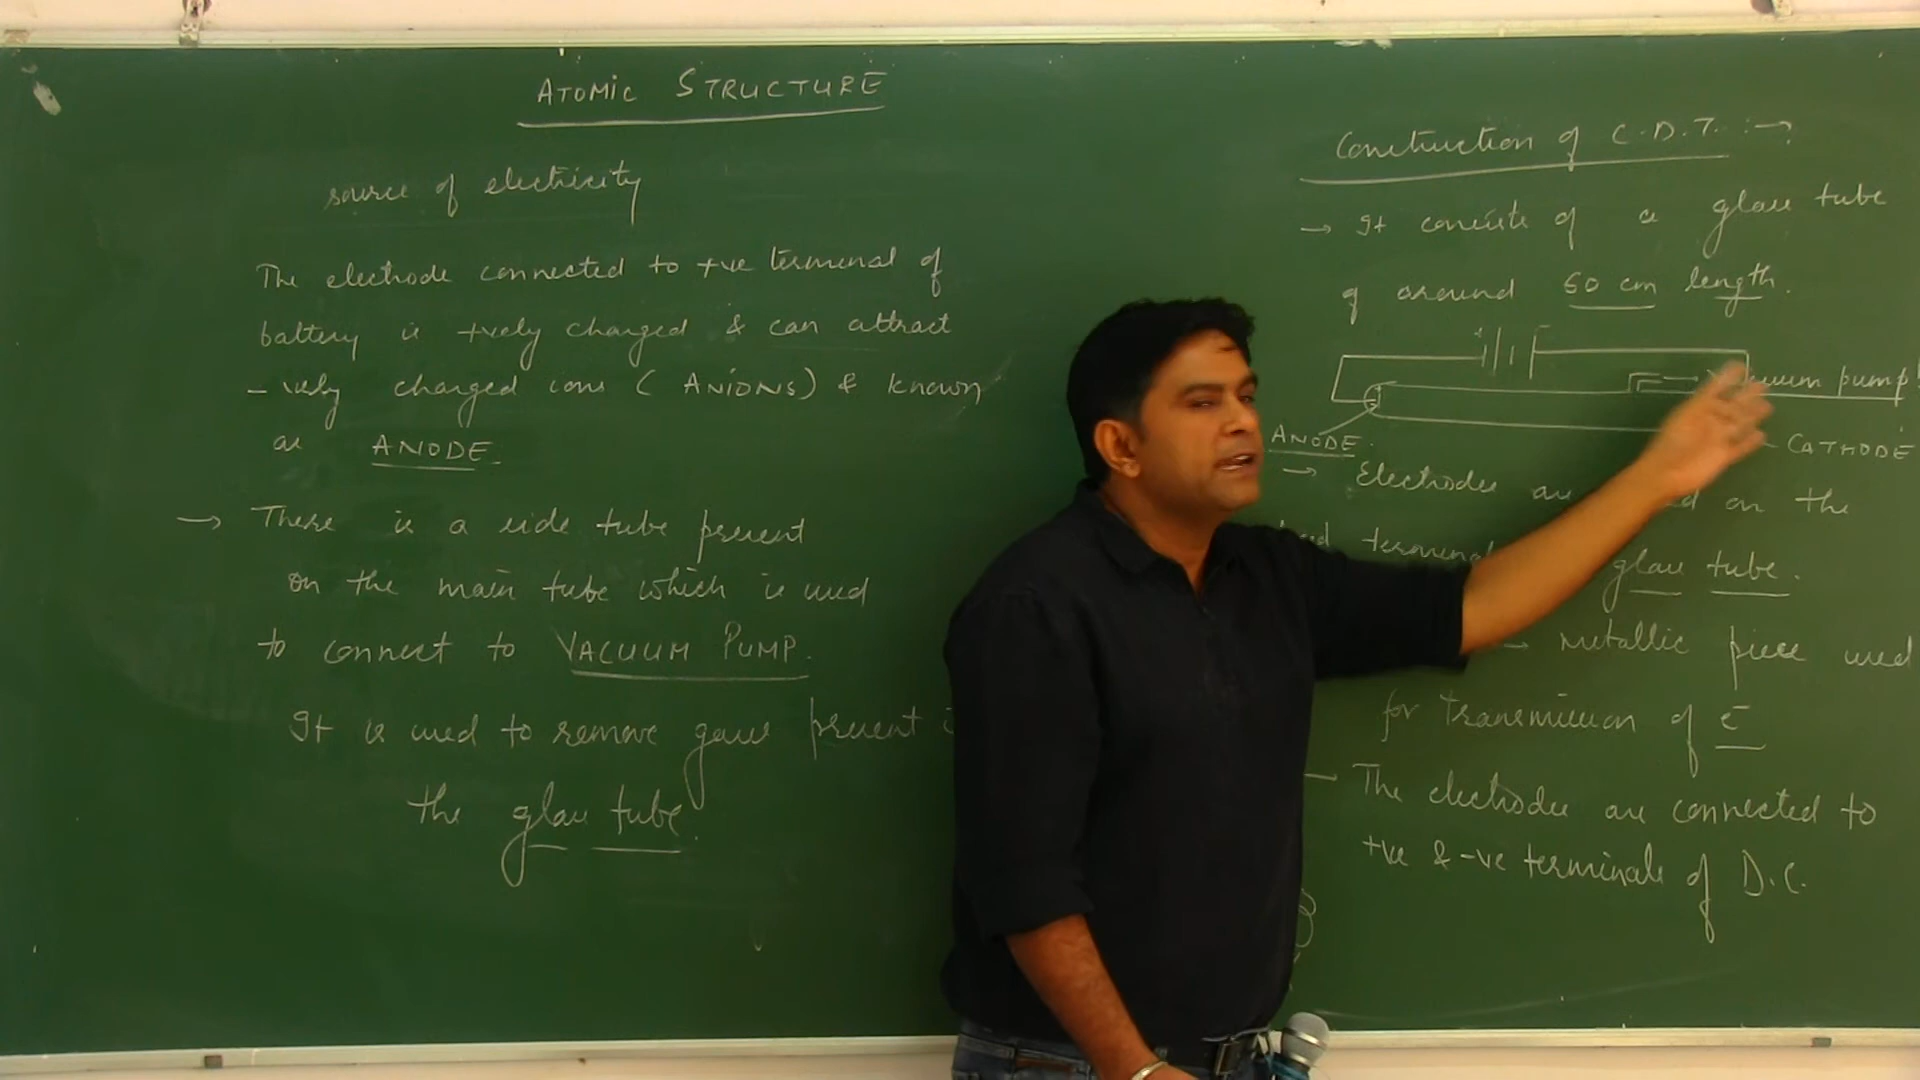 ATOMIC STRUCTURE
source of electricity
The electrode connected to +ve terminal of
battery is +vely charged & can attract
-vely charged ions (ANIONS) & known
as ANODE.
→ There is a side tube present
on the main tube which is used
to connect to VACUUM PUMP.
It is used to remove gases present
the glass tube.
Construction of C.D.T. :→
→ It consists of a glass tube
of around 50 cm length.
+ -
pump
ANODE.
CATHODE
→ Electrodes are on the
terminal glass tube.
- metallic piece used
for transmission of e-
- The electrodes are connected to
+ve & -ve terminals of D.C.